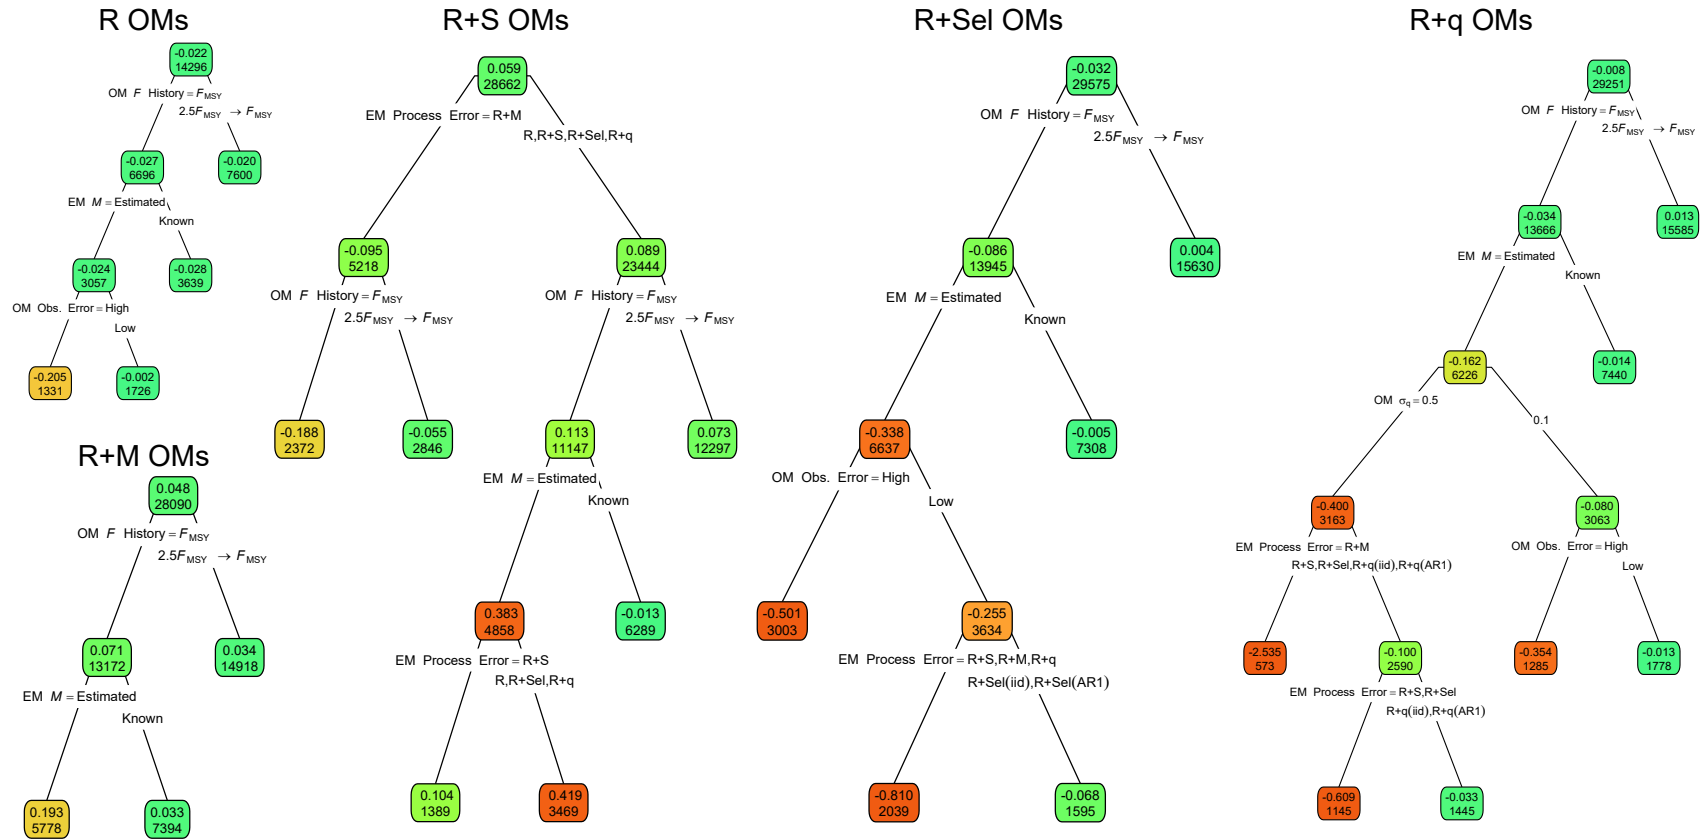 R OMs
-0.022
14296
OM F History = FMSY
2.5FMSY → FMSY
-0.027
6696
-0.020
7600
EM M = Estimated
Known
-0.024
3057
-0.028
3639
OM Obs. Error = High
Low
-0.205
1331
-0.002
1726
R+M OMs
0.048
28090
OM F History = FMSY
2.5FMSY → FMSY
0.071
13172
0.034
14918
EM M = Estimated
Known
0.193
5778
0.033
7394
R+S OMs
0.059
28662
EM Process Error = R+M
R,R+S,R+Sel,R+q
-0.095
5218
0.089
23444
OM F History = FMSY
2.5FMSY → FMSY
OM F History = FMSY
2.5FMSY → FMSY
-0.188
2372
-0.055
2846
0.113
11147
0.073
12297
EM M = Estimated
Known
0.383
4858
-0.013
6289
EM Process Error = R+S
R,R+Sel,R+q
0.104
1389
0.419
3469
R+Sel OMs
-0.032
29575
OM F History = FMSY
2.5FMSY → FMSY
-0.086
13945
0.004
15630
EM M = Estimated
Known
-0.338
6637
-0.005
7308
OM Obs. Error = High
Low
-0.501
3003
-0.255
3634
EM Process Error = R+S,R+M,R+q
R+Sel(iid),R+Sel(AR1)
-0.810
2039
-0.068
1595
R+q OMs
-0.008
29251
OM F History = FMSY
2.5FMSY → FMSY
-0.034
13666
0.013
15585
EM M = Estimated
Known
-0.162
6226
-0.014
7440
OM σq = 0.5
0.1
-0.400
3163
-0.080
3063
EM Process Error = R+M
R+S,R+Sel,R+q(iid),R+q(AR1)
OM Obs. Error = High
Low
-2.535
573
-0.100
2590
-0.354
1285
-0.013
1778
EM Process Error = R+S,R+Sel
R+q(iid),R+q(AR1)
-0.609
1145
-0.033
1445